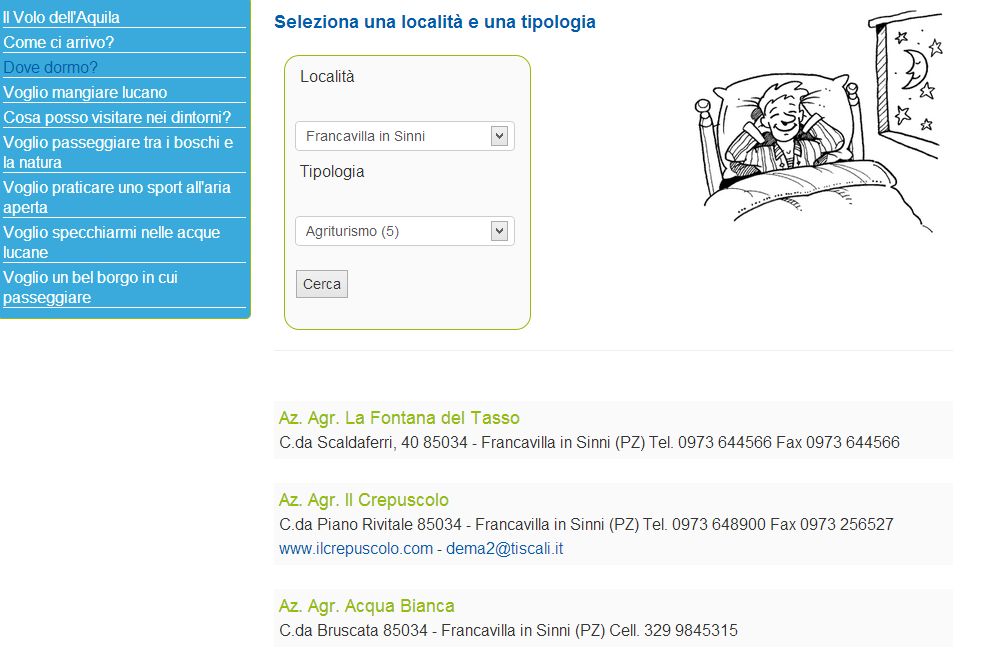 Il Volo dell'Aquila
Come ci arrivo?
Dove dormo?
Voglio mangiare lucano
Cosa posso visitare nei dintorni?
Voglio passeggiare tra i boschi e
la natura
Voglio praticare uno sport all'aria
aperta
Voglio specchiarmi nelle acque
lucane
Voglio un bel borgo in cui
passeggiare
Seleziona una località e una tipologia
Località
Francavilla in Sinni
Tipologia
Agriturismo (5)
Cerca
Az. Agr. La Fontana del Tasso
C.da Scaldaferri, 40 85034 - Francavilla in Sinni (PZ) Tel. 0973 644566 Fax 0973 644566
Az. Agr. Il Crepuscolo
C.da Piano Rivitale 85034 - Francavilla in Sinni (PZ) Tel. 0973 648900 Fax 0973 256527
www.ilcrepuscolo.com - dema2@tiscali.it
Az. Agr. Acqua Bianca
C.da Bruscata 85034 - Francavilla in Sinni (PZ) Cell. 329 9845315